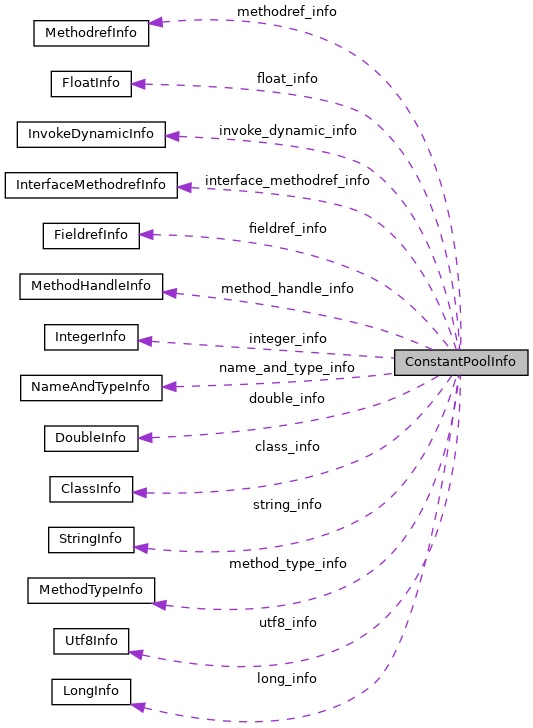 methodref_info
MethodrefInfo
float_info
FloatInfo
invoke_dynamic_info
InvokeDynamicInfo
interface_methodref_info
InterfaceMethodrefInfo
fieldref_info
FieldrefInfo
method_handle_info
MethodHandleInfo
integer_info
IntegerInfo
ConstantPoolInfo
name_and_type_info
NameAndTypeInfo
double_info
DoubleInfo
class_info
ClassInfo
string_info
StringInfo
method_type_info
MethodTypeInfo
utf8_info
Utf8Info
long_info
LongInfo